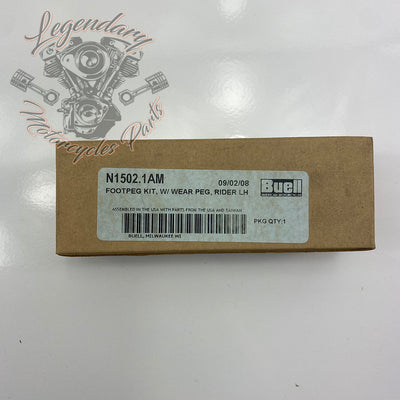 Legendary
Motorcycles Parts
N1502.1AM
09/02/08
Buell
FOOTPEG KIT, W/ WEAR PEG, RIDER LH
ASSEMBLED IN THE USA WITH PARTS FROM THE USA AND TAIWAN
PKG QTY:1
BUELL, MILWAUKEE WI